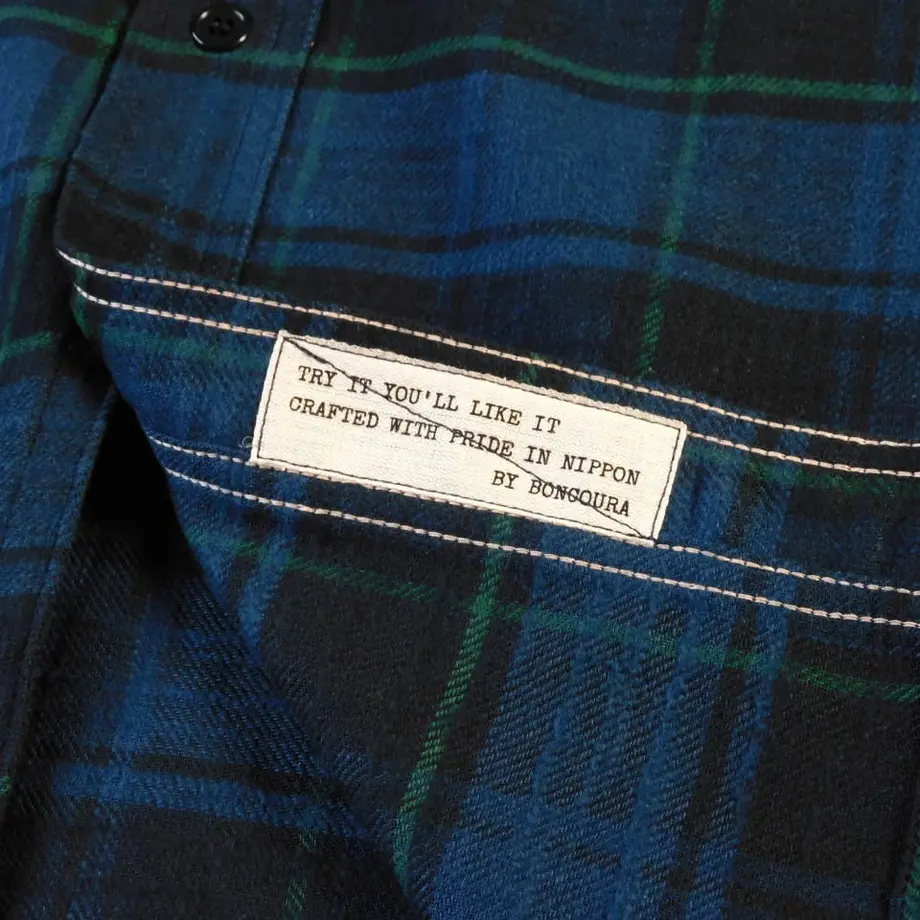 TRY IT YOU'LL LIKE IT
CRAFTED WITH PRIDE IN NIPPON
BY BONCOURA